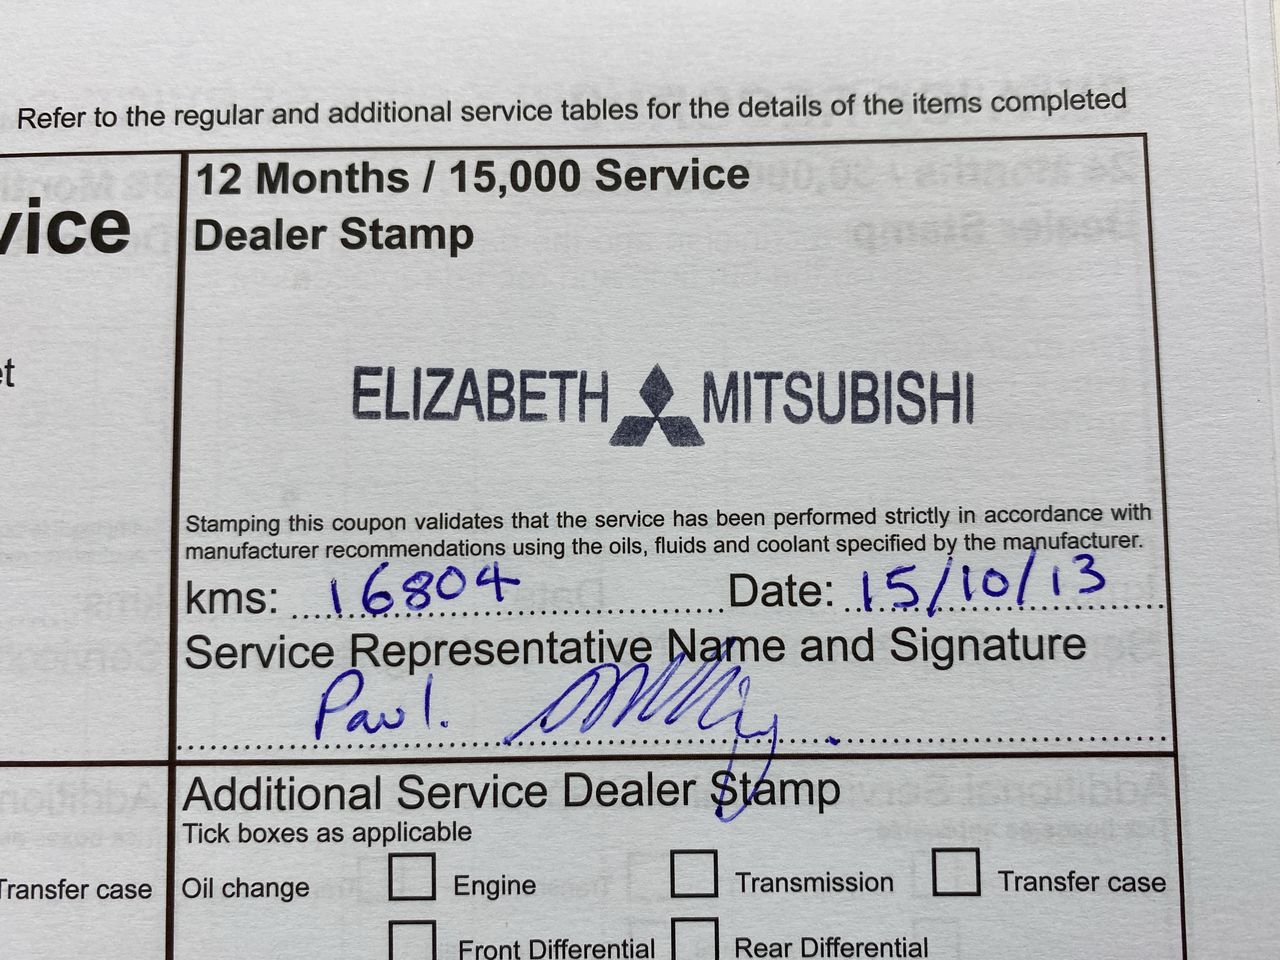 Refer to the regular and additional service tables for the details of the items completed
vice
12 Months / 15,000 Service
Dealer Stamp
et
ELIZABETH MITSUBISHI
Stamping this coupon validates that the service has been performed strictly in accordance with
manufacturer recommendations using the oils, fluids and coolant specified by the manufacturer.
kms: 16804 Date: 15/10/13
Service Representative Name and Signature
Paul.
Additional Service Dealer Stamp
Tick boxes as applicable
Transfer case
Oil change Engine Transmission Transfer case
Front Differential Rear Differential